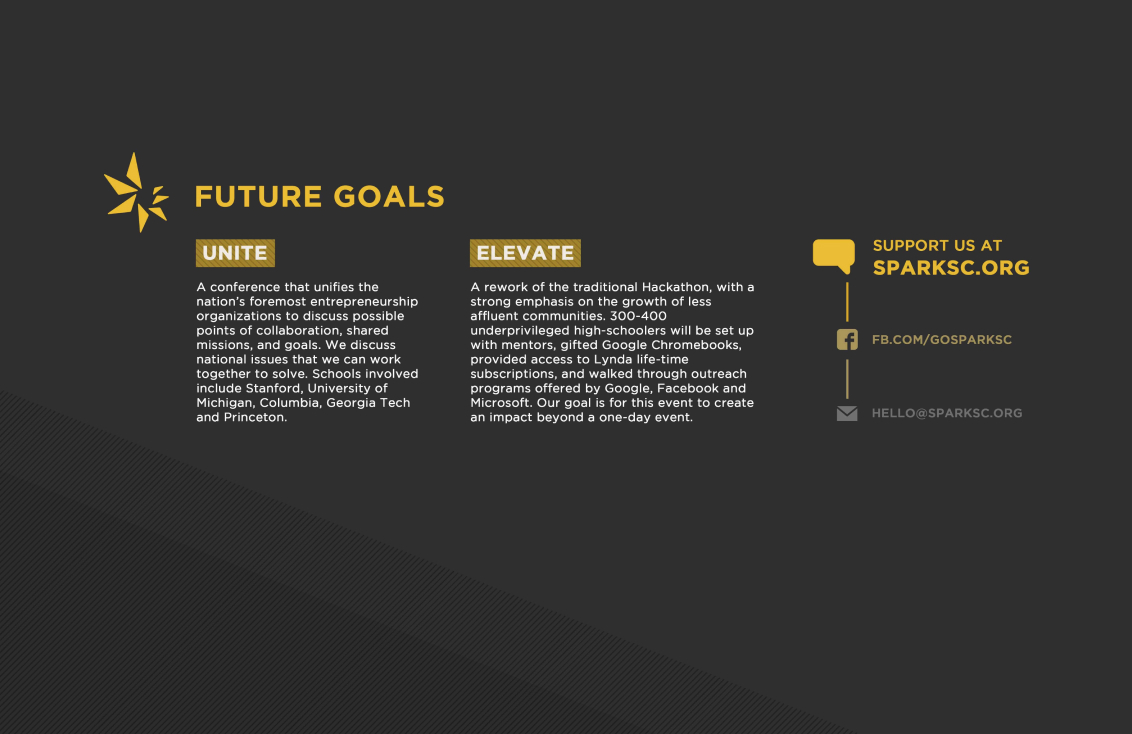 FUTURE GOALS
UNITE
A conference that unifies the
nation's foremost entrepreneurship
organizations to discuss possible
points of collaboration, shared
missions, and goals. We discuss
national issues that we can work
together to solve. Schools involved
include Stanford, University of
Michigan, Columbia, Georgia Tech
and Princeton.
ELEVATE
A rework of the traditional Hackathon, with a
strong emphasis on the growth of less
affluent communities. 300-400
underprivileged high-schoolers will be set up
with mentors, gifted Google Chromebooks,
provided access to Lynda life-time
subscriptions, and walked through outreach
programs offered by Google, Facebook and
Microsoft. Our goal is for this event to create
an impact beyond a one-day event.
SUPPORT US AT
SPARKSC.ORG
FB.COM/GOSPARKSC
HELLO@SPARKSC.ORG